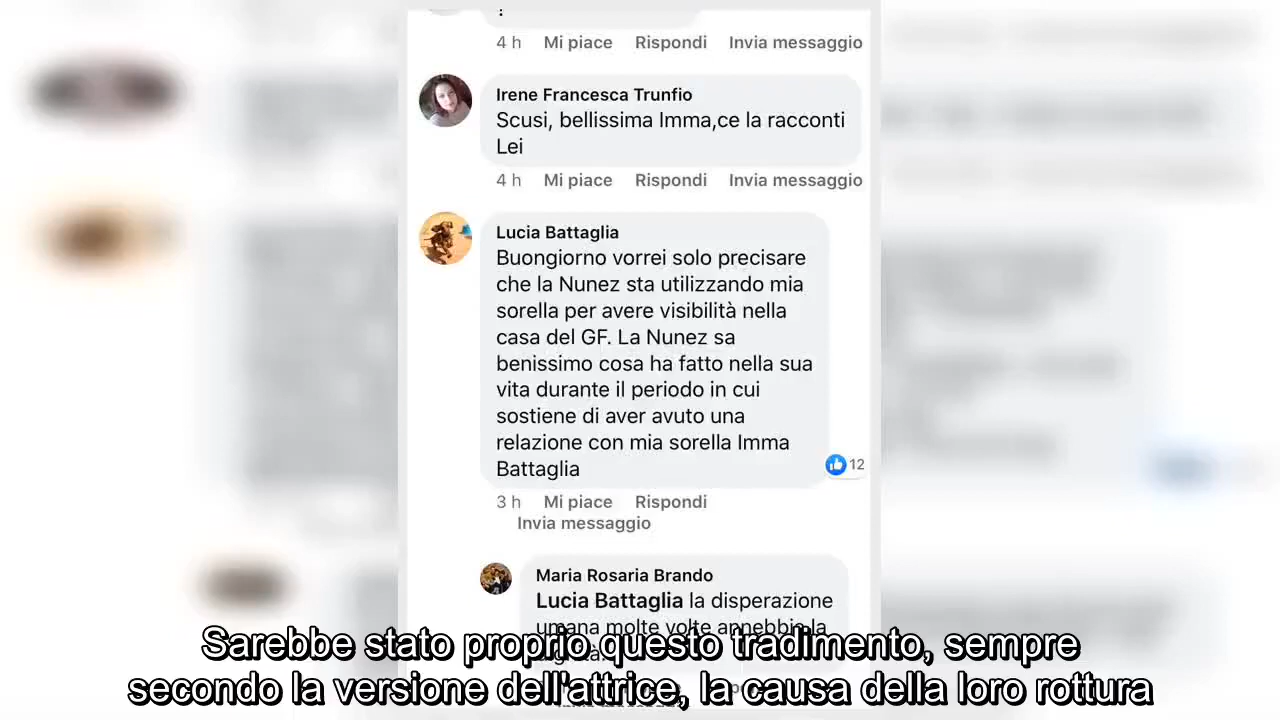 4 h Mi piace Rispondi Invia messaggio
Irene Francesca Trunfio
Scusi, bellissima Imma,ce la racconti
Lei
4 h Mi piace Rispondi Invia messaggio
Lucia Battaglia
Buongiorno vorrei solo precisare
che la Nunez sta utilizzando mia
sorella per avere visibilità nella
casa del GF. La Nunez sa
benissimo cosa ha fatto nella sua
vita durante il periodo in cui
sostiene di aver avuto una
relazione con mia sorella Imma
Battaglia
12
3 h Mi piace Rispondi
Invia messaggio
Maria Rosaria Brando
Lucia Battaglia la disperazione
umana molte volte annebbia la
Sarebbe stato proprio questo tradimento, sempre
secondo la versione dell'attrice, la causa della loro rottura